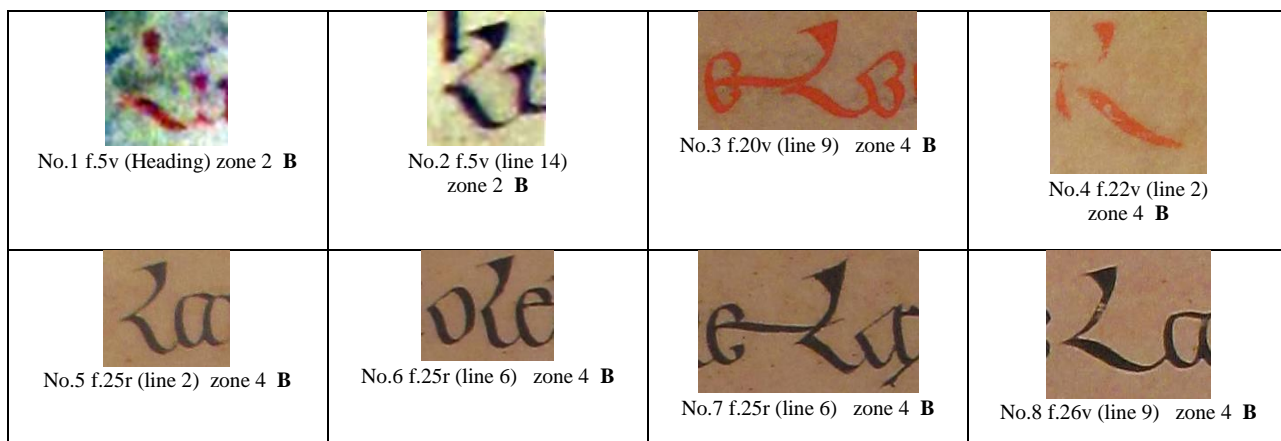 No.1 f.5v (Heading) zone 2 B
No.2 f.5v (line 14)
zone 2 B
No.3 f.20v (line 9) zone 4 B
No.4 f.22v (line 2)
zone 4 B
No.5 f.25r (line 2) zone 4 B
No.6 f.25r (line 6) zone 4 B
No.7 f.25r (line 6) zone 4 B
No.8 f.26v (line 9) zone 4 B